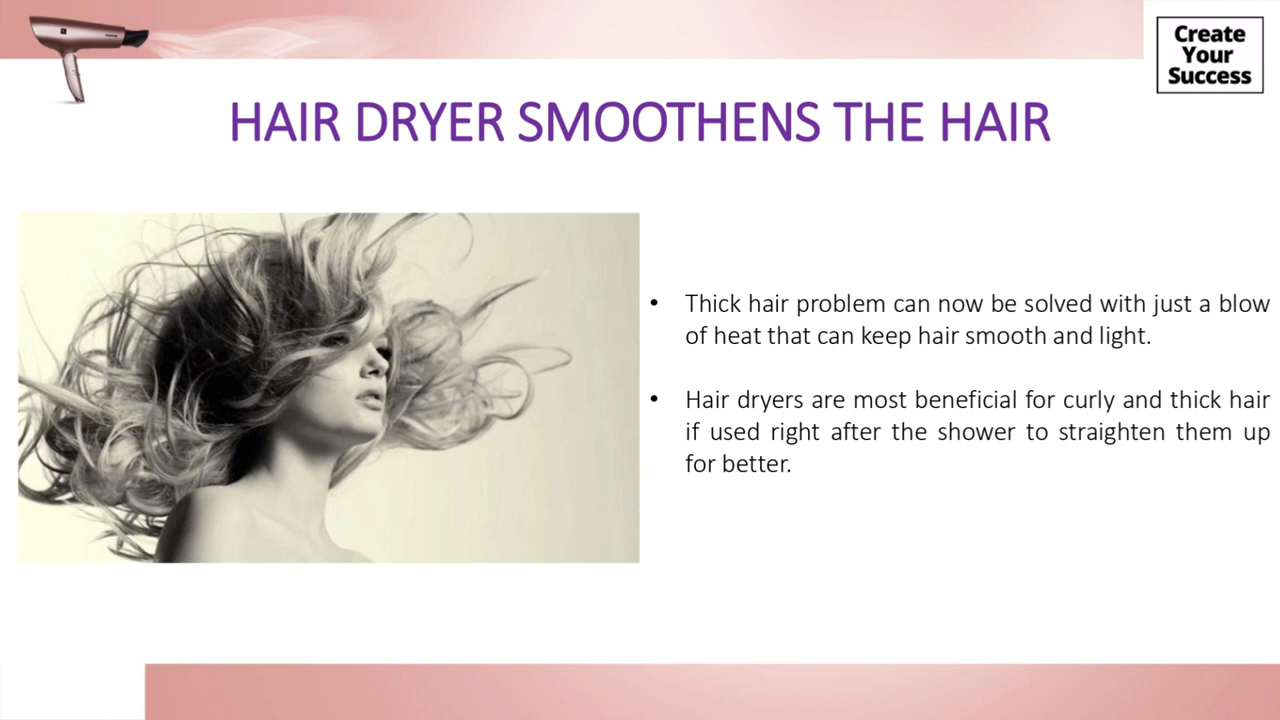 Create
Your
Success
HAIR DRYER SMOOTHENS THE HAIR
• Thick hair problem can now be solved with just a blow
of heat that can keep hair smooth and light.
• Hair dryers are most beneficial for curly and thick hair
if used right after the shower to straighten them up
for better.